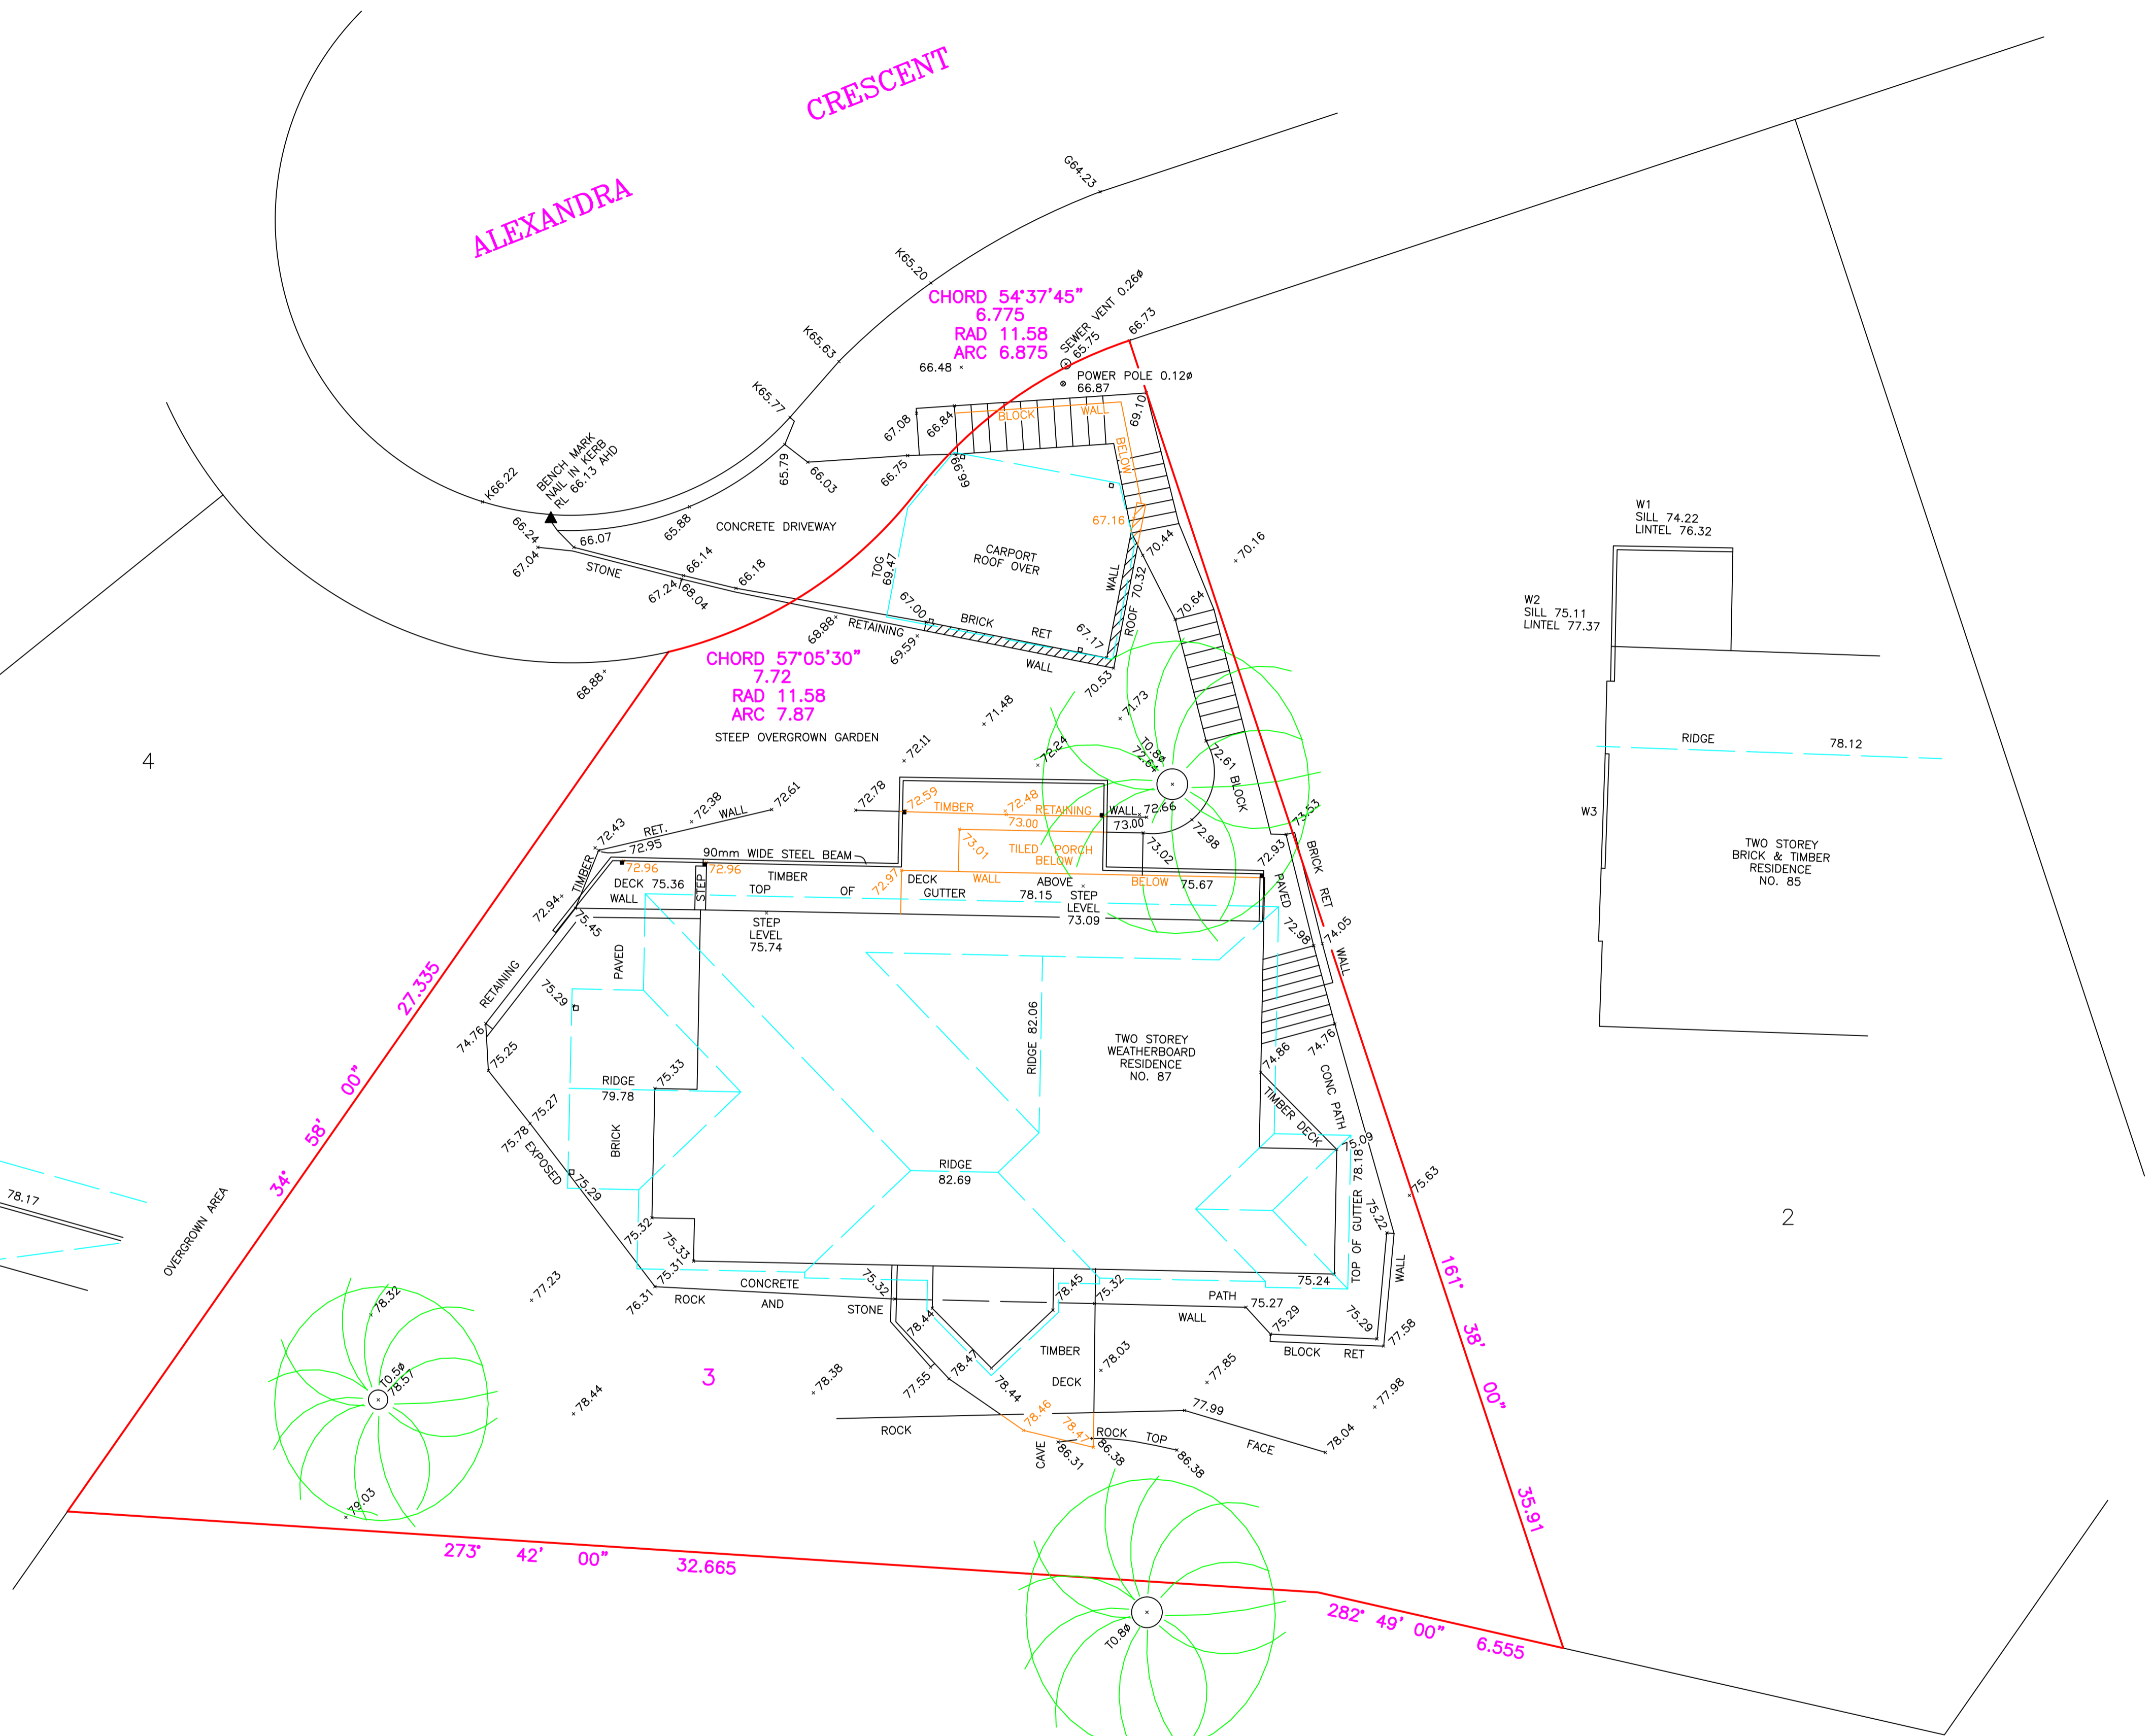 CRESCENT
ALEXANDRA
G64.23
K65.20
K65.63
K65.77
K66.22
CHORD 54°37'45"
6.775
RAD 11.58
ARC 6.875
SEWER VENT 0.26ø
65.75
66.73
66.48
POWER POLE 0.12ø
66.87
BENCH MARK
NAIL IN KERB
RL 66.13 AHD
67.08
66.84
BLOCK WALL
BELOW
69.10
65.79
66.03
66.75
66.99
66.24
67.04
66.07
65.88
CONCRETE DRIVEWAY
STONE
66.14
67.24
68.04
66.18
TOG
69.47
CARPORT
ROOF OVER
67.16
70.44
70.16
WALL
ROOF 70.32
67.00
BRICK RET
67.17
68.88
RETAINING
69.59
WALL
70.53
70.64
68.88
CHORD 57°05'30"
7.72
RAD 11.58
ARC 7.87
STEEP OVERGROWN GARDEN
71.48
71.73
72.11
72.24
T0.8ø
72.64
72.61
BLOCK
W1
SILL 74.22
LINTEL 76.32
W2
SILL 75.11
LINTEL 77.37
RIDGE 78.12
W3
TWO STOREY
BRICK & TIMBER
RESIDENCE
NO. 85
4
72.43
RET.
72.38
WALL
72.61
72.78
72.59
TIMBER
72.48
RETAINING
WALL
72.66
73.00
73.00
73.01
TILED PORCH
BELOW
73.02
72.98
73.53
72.93
BRICK RET
WALL
72.95
90mm WIDE STEEL BEAM
72.96
72.96
TIMBER
DECK 75.36
WALL
STEP
TIMBER
TOP OF GUTTER 78.15
72.97
DECK
WALL
ABOVE
BELOW
75.67
STEP
LEVEL
73.09
STEP
LEVEL
75.74
72.94
75.45
PAVED
PAVED
72.98
74.05
RETAINING
75.29
74.76
75.25
27.335
34° 58' 00"
RIDGE 82.06
TWO STOREY
WEATHERBOARD
RESIDENCE
NO. 87
74.76
74.86
CONC PATH
TIMBER DECK
75.09
TOP OF GUTTER 78.18
75.63
75.33
RIDGE
79.78
75.27
75.78
EXPOSED
BRICK
75.29
RIDGE
82.69
75.22
WALL
75.32
75.33
75.31
76.31
CONCRETE
75.32
ROCK AND STONE
78.44
78.45
75.32
PATH
75.24
WALL
75.27
75.29
75.29
77.58
BLOCK RET
78.17
OVERGROWN AREA
77.23
78.32
T0.5ø
78.57
78.44
3
78.38
77.55
78.47
78.44
TIMBER
DECK
78.03
77.85
77.98
77.99
ROCK
78.46
78.47
CAVE
86.31
86.38
ROCK TOP
86.38
FACE
78.04
79.03
T0.8ø
2
161° 38' 00"
35.91
273° 42' 00" 32.665
282° 49' 00" 6.555